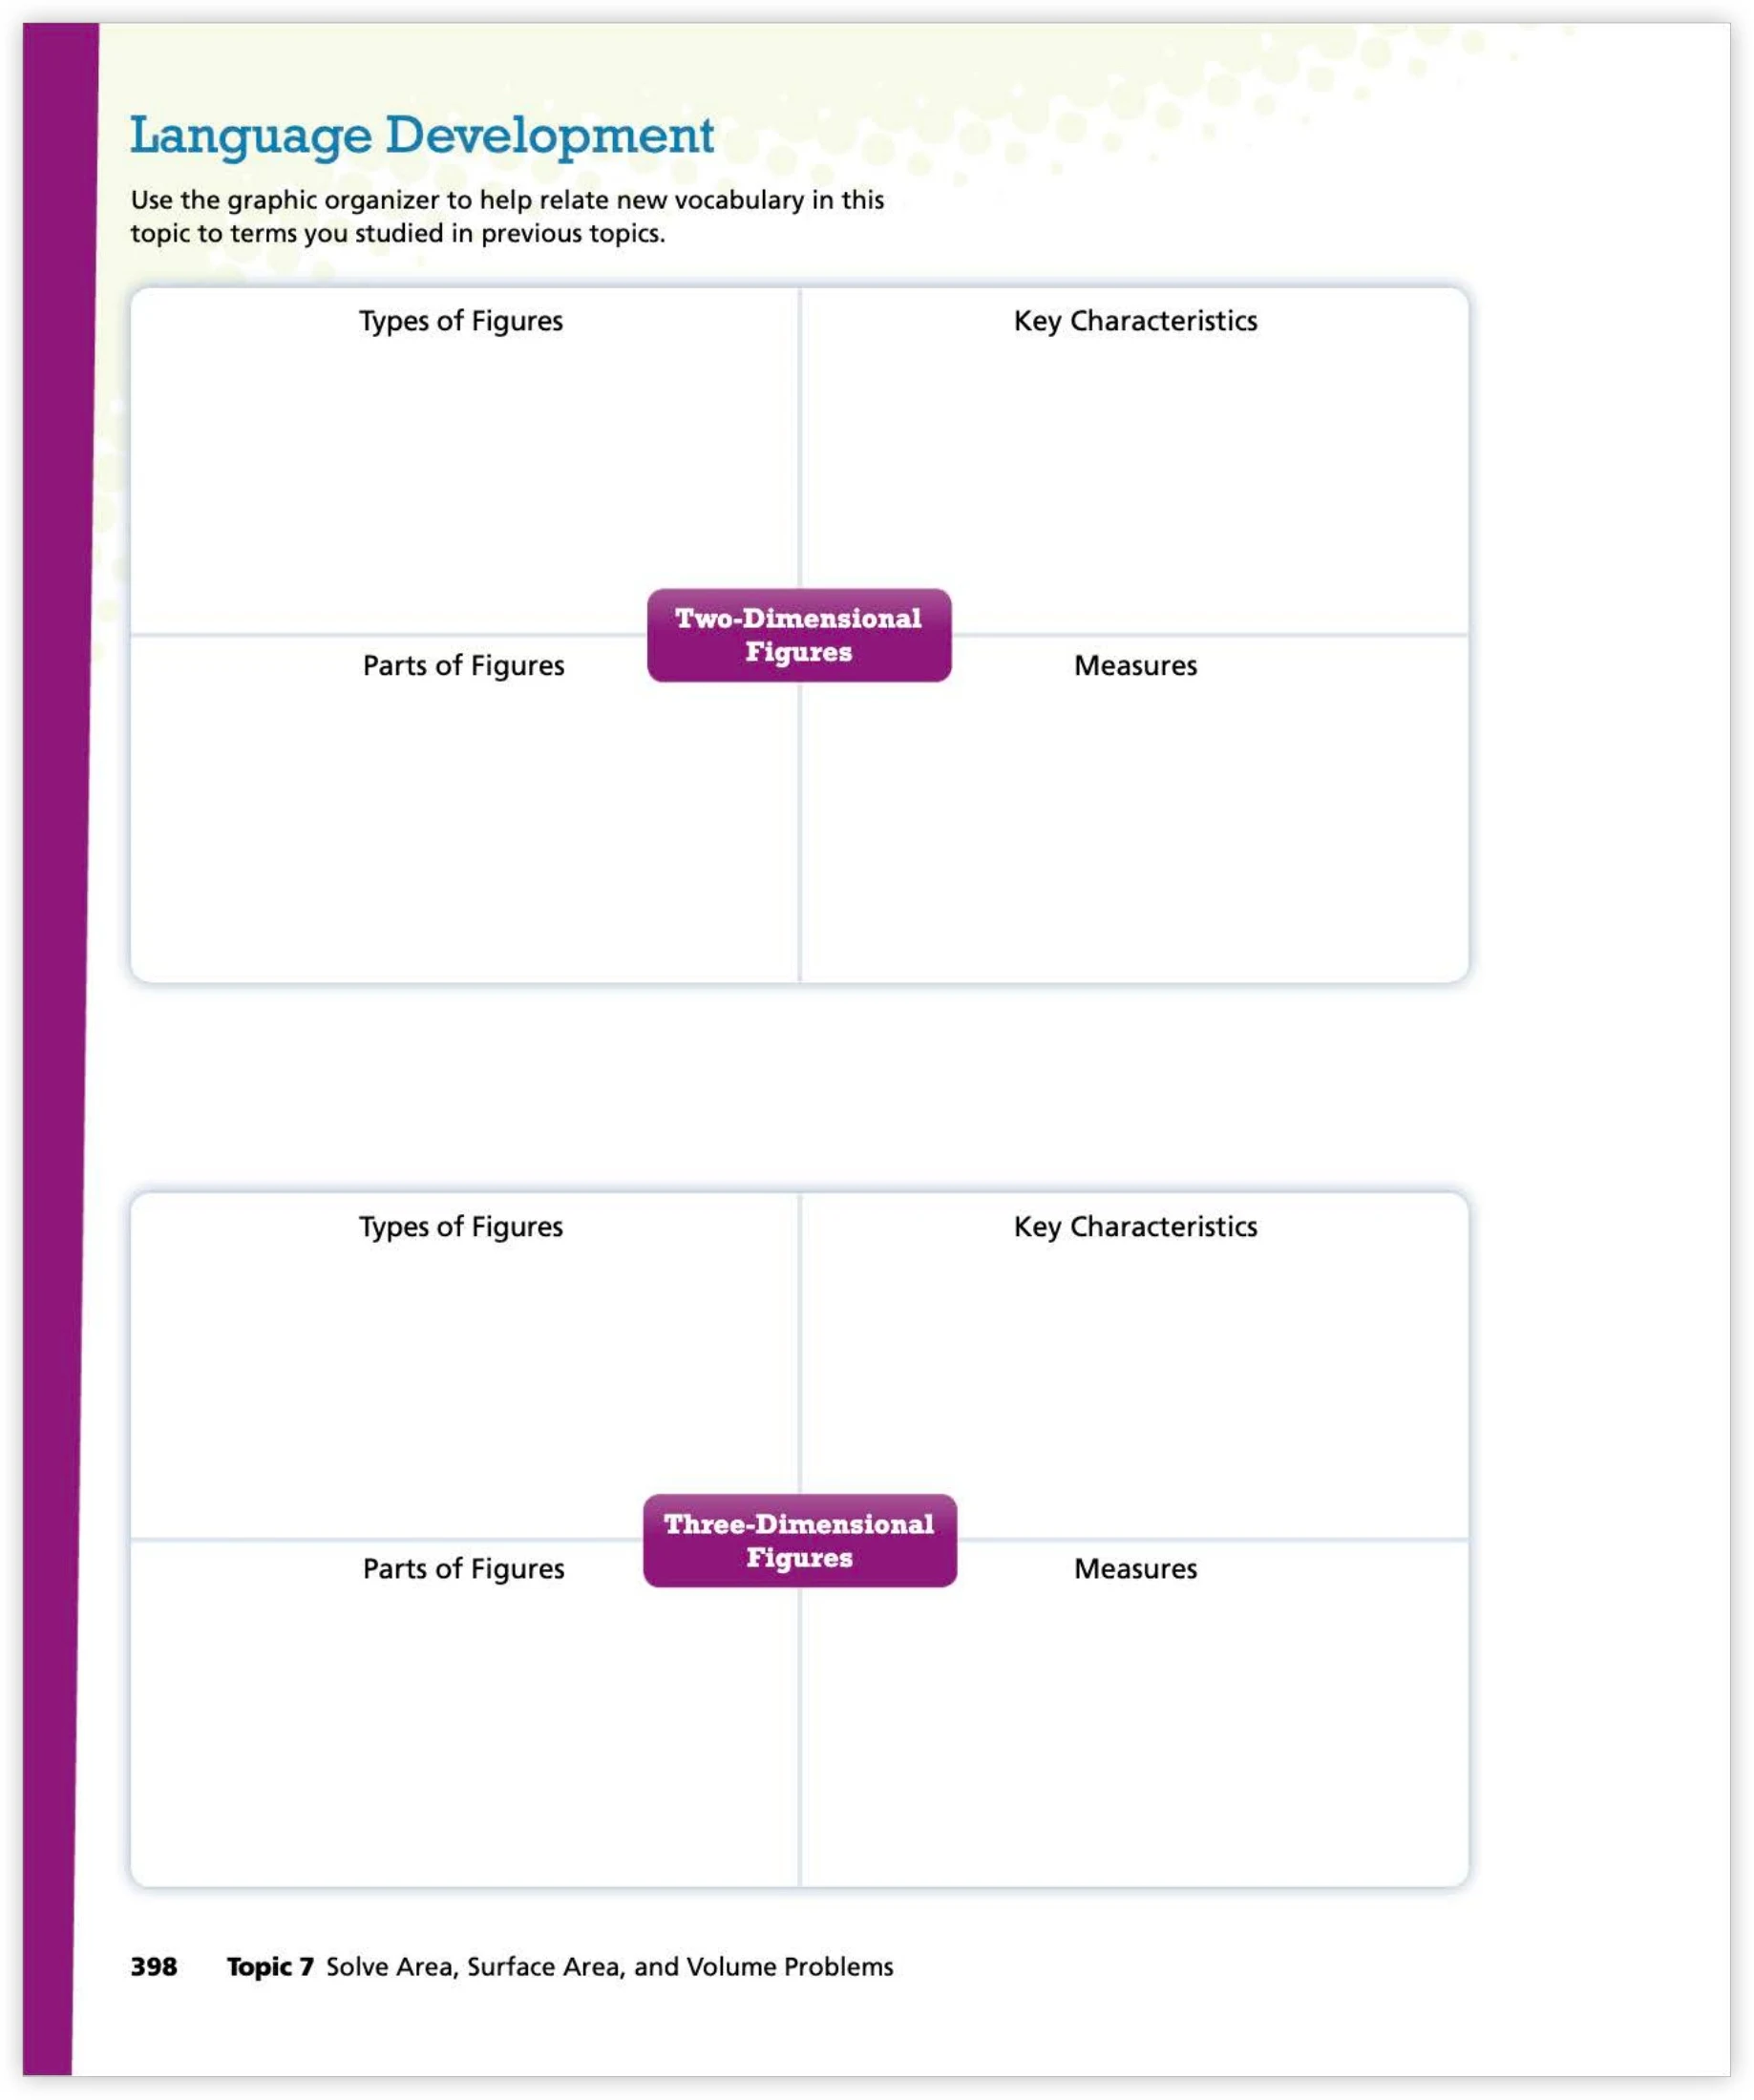 Language Development
Use the graphic organizer to help relate new vocabulary in this
topic to terms you studied in previous topics.
Types of Figures
Key Characteristics
Two-Dimensional
Figures
Parts of Figures
Measures
Types of Figures
Key Characteristics
Three-Dimensional
Figures
Parts of Figures
Measures
398 Topic 7 Solve Area, Surface Area, and Volume Problems